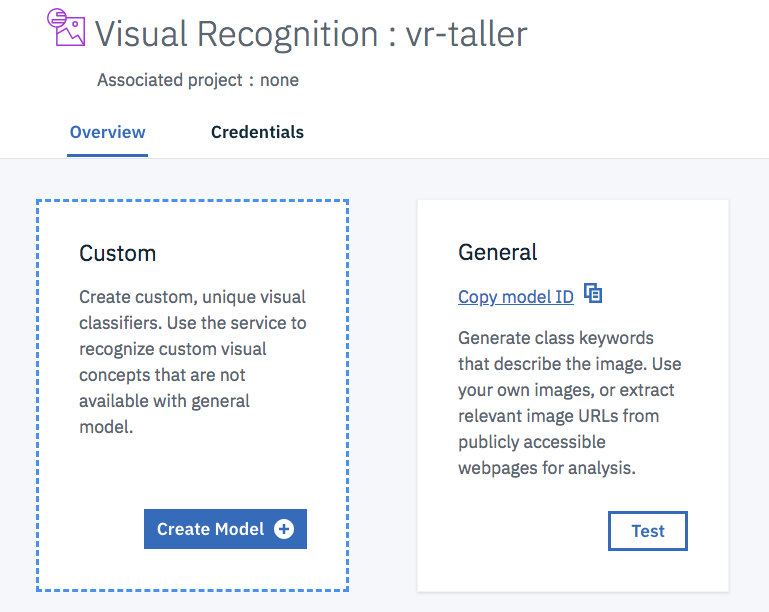 Visual Recognition : vr-taller
Associated project : none
Overview
Credentials
Custom
Create custom, unique visual
classifiers. Use the service to
recognize custom visual
concepts that are not
available with general
model.
Create Model
General
Copy model ID
Generate class keywords
that describe the image. Use
your own images, or extract
relevant image URLs from
publicly accessible
webpages for analysis.
Test